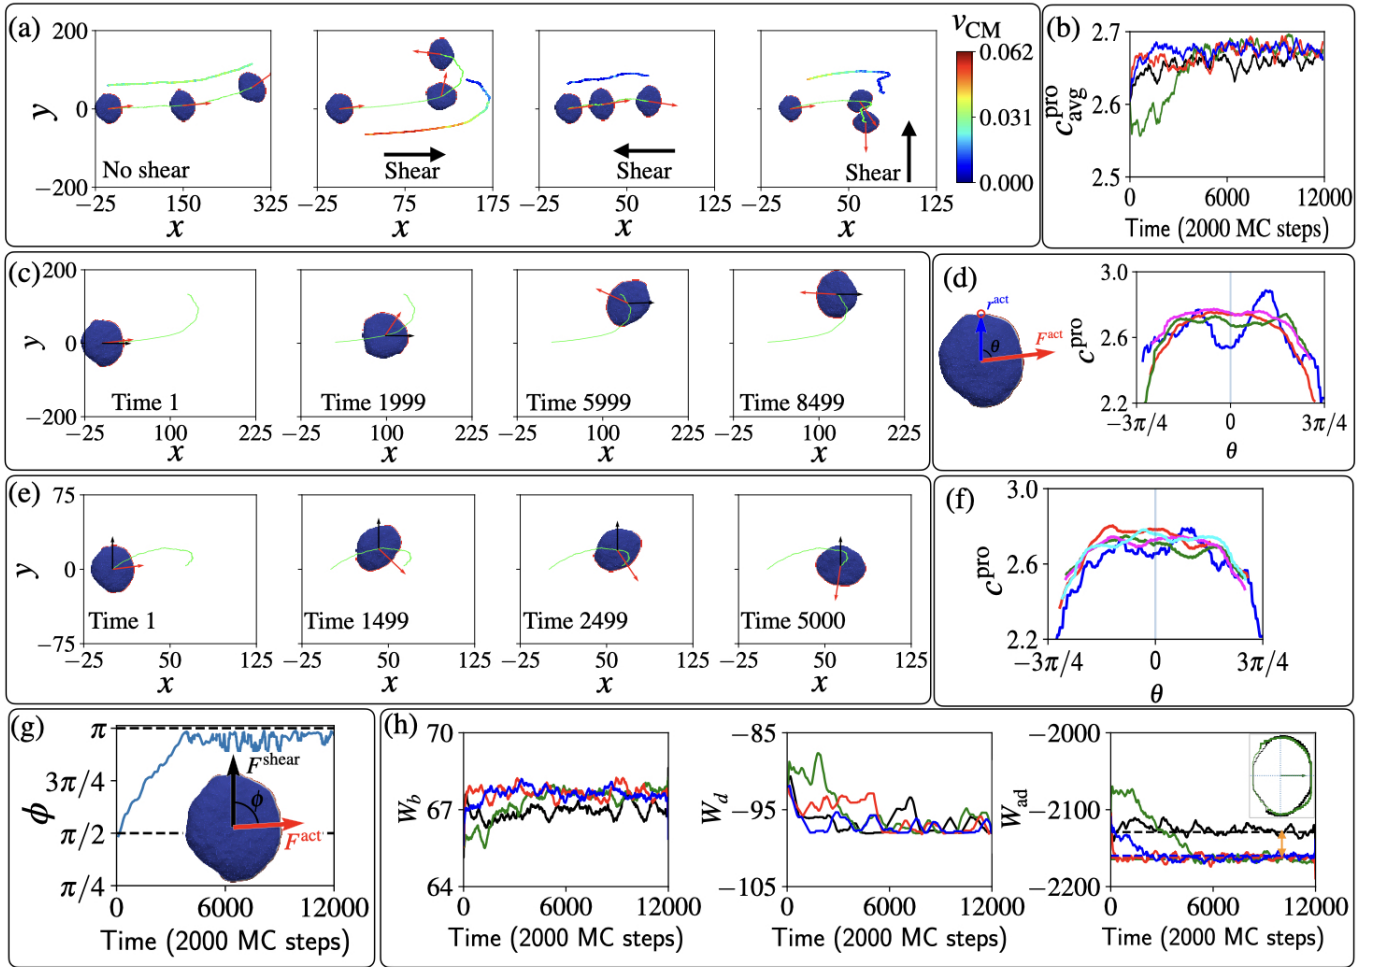 (a)
200
0
−200
y
No shear
−25 150 325
x
Shear
−25 75 175
x
Shear
−25 50 125
x
Shear
−25 50 125
x
vCM
0.062
0.031
0.000
(b)
2.7
2.6
2.5
c pro avg
0 6000 12000
Time (2000 MC steps)
(c)
200
0
−200
y
Time 1
Time 1999
Time 5999
Time 8499
−25 100 225
−25 100 225
−25 100 225
−25 100 225
x x x x
(d)
r act
θ
F act
3.0
2.6
2.2
c pro
−3π/4 0 3π/4
θ
(e)
75
0
−75
y
Time 1
Time 1499
Time 2499
Time 5000
−25 50 125
−25 50 125
−25 50 125
−25 50 125
x x x x
(f)
3.0
2.6
2.2
c pro
−3π/4 0 3π/4
θ
(g)
π
3π/4
π/2
π/4
ϕ
F shear
ϕ
F act
0 6000 12000
Time (2000 MC steps)
(h)
70
67
64
Wb
0 6000 12000
Time (2000 MC steps)
−85
−95
−105
Wd
0 6000 12000
Time (2000 MC steps)
−2000
−2100
−2200
Wad
0 6000 12000
Time (2000 MC steps)